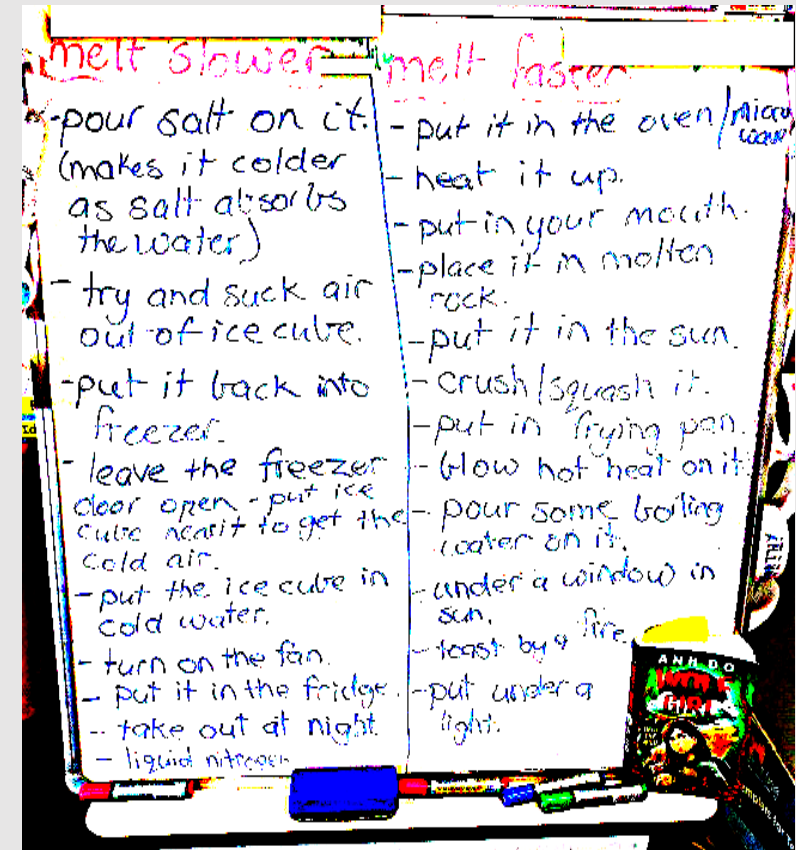 melt slower
-pour salt on it.
(makes it colder
as salt absorbs
the water)
- try and suck air
out of ice cube.
-put it back into
freezer.
- leave the freezer
door open - put ice
cube near it to get the
cold air.
- put the ice cube in
cold water.
- turn on the fan.
- put it in the fridge.
- take out at night
- liquid nitrogen
melt faster
- put it in the oven/micro
wave
- heat it up.
- put in your mouth.
- place it in molten
rock.
- put it in the sun.
- crush/squash it.
- put in frying pan.
- blow hot heat on it
- pour some boiling
water on it.
- under a window in
sun.
- toast by a fire.
- put under a
light.
ANH DO
GIRL